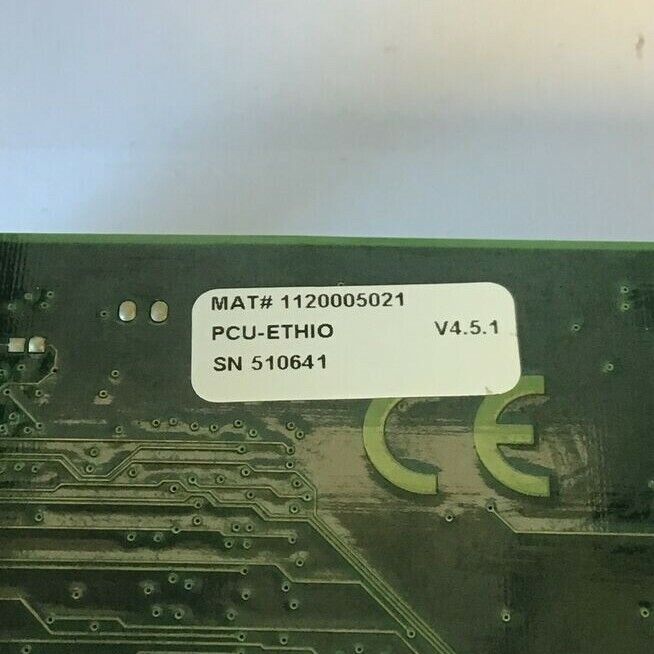 MAT# 1120005021
PCU-ETHIO V4.5.1
SN 510641
CE